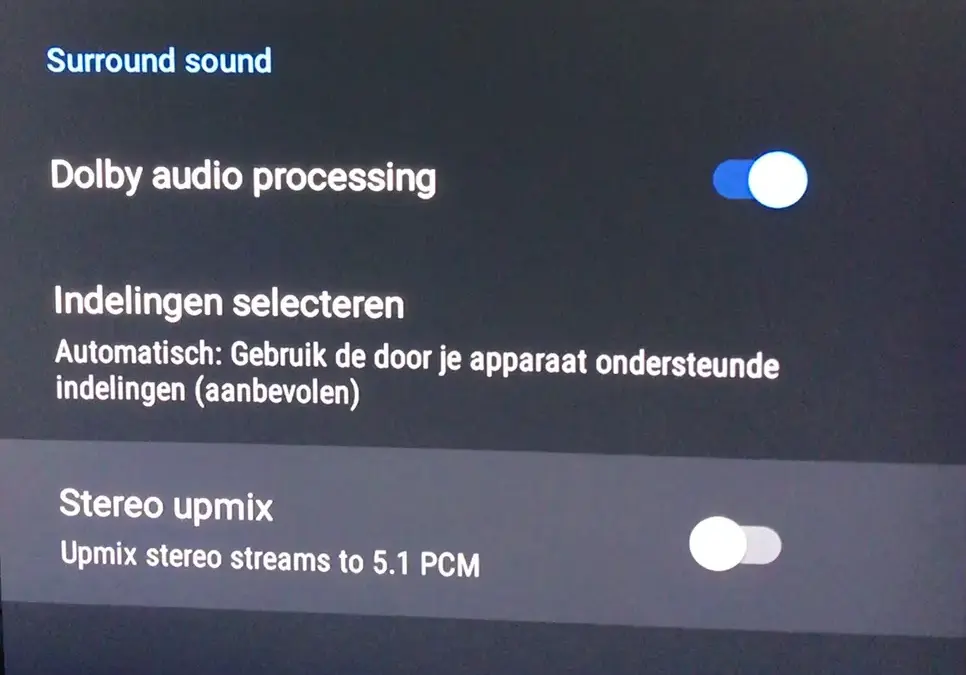 Surround sound
Dolby audio processing
Indelingen selecteren
Automatisch: Gebruik de door je apparaat ondersteunde
indelingen (aanbevolen)
Stereo upmix
Upmix stereo streams to 5.1 PCM